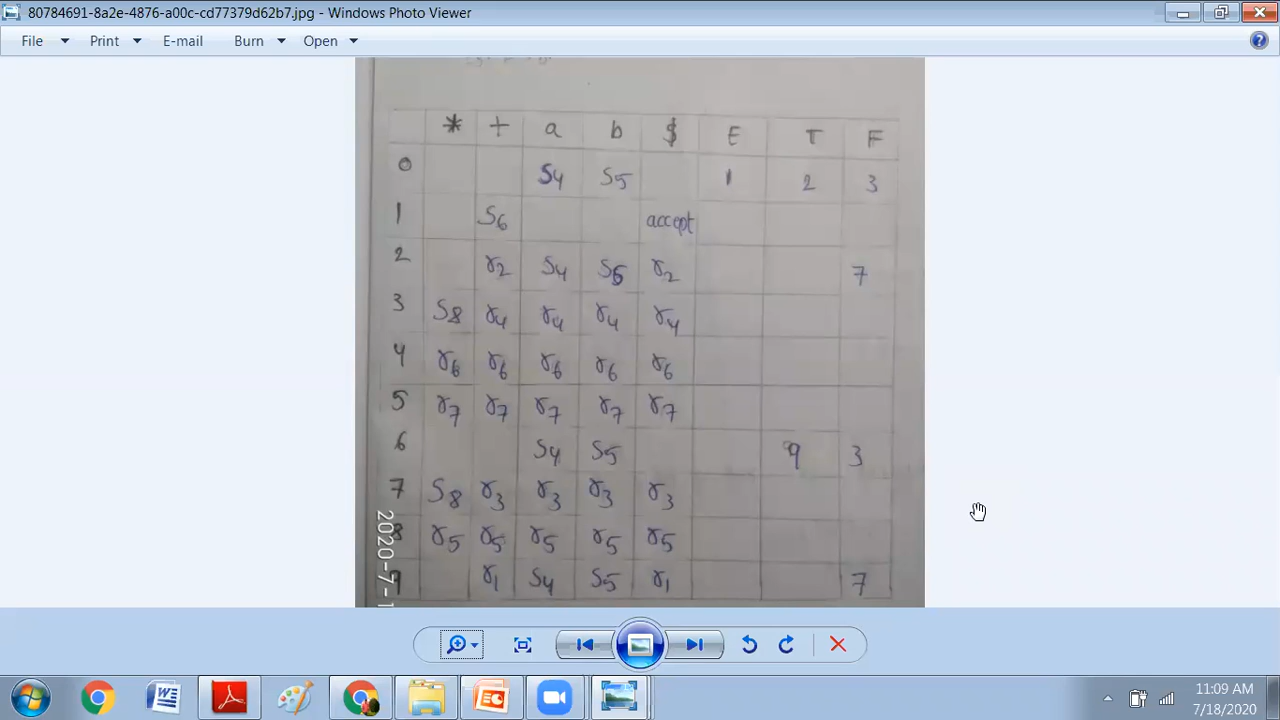 80784691-8a2e-4876-a00c-cd77379d62b7.jpg - Windows Photo Viewer
File Print E-mail Burn Open
* + a b $ E T F
0 S4 S5 1 2 3
1 S6 accept
2 r2 S4 S5 r2 7
3 S8 r4 r4 r4 r4
4 r6 r6 r6 r6 r6
5 r7 r7 r7 r7 r7
6 S4 S5 9 3
7 S8 r3 r3 r3 r3
8 r5 r5 r5 r5 r5
9 r1 S4 S5 r1 7
2020-7-1
11:09 AM
7/18/2020